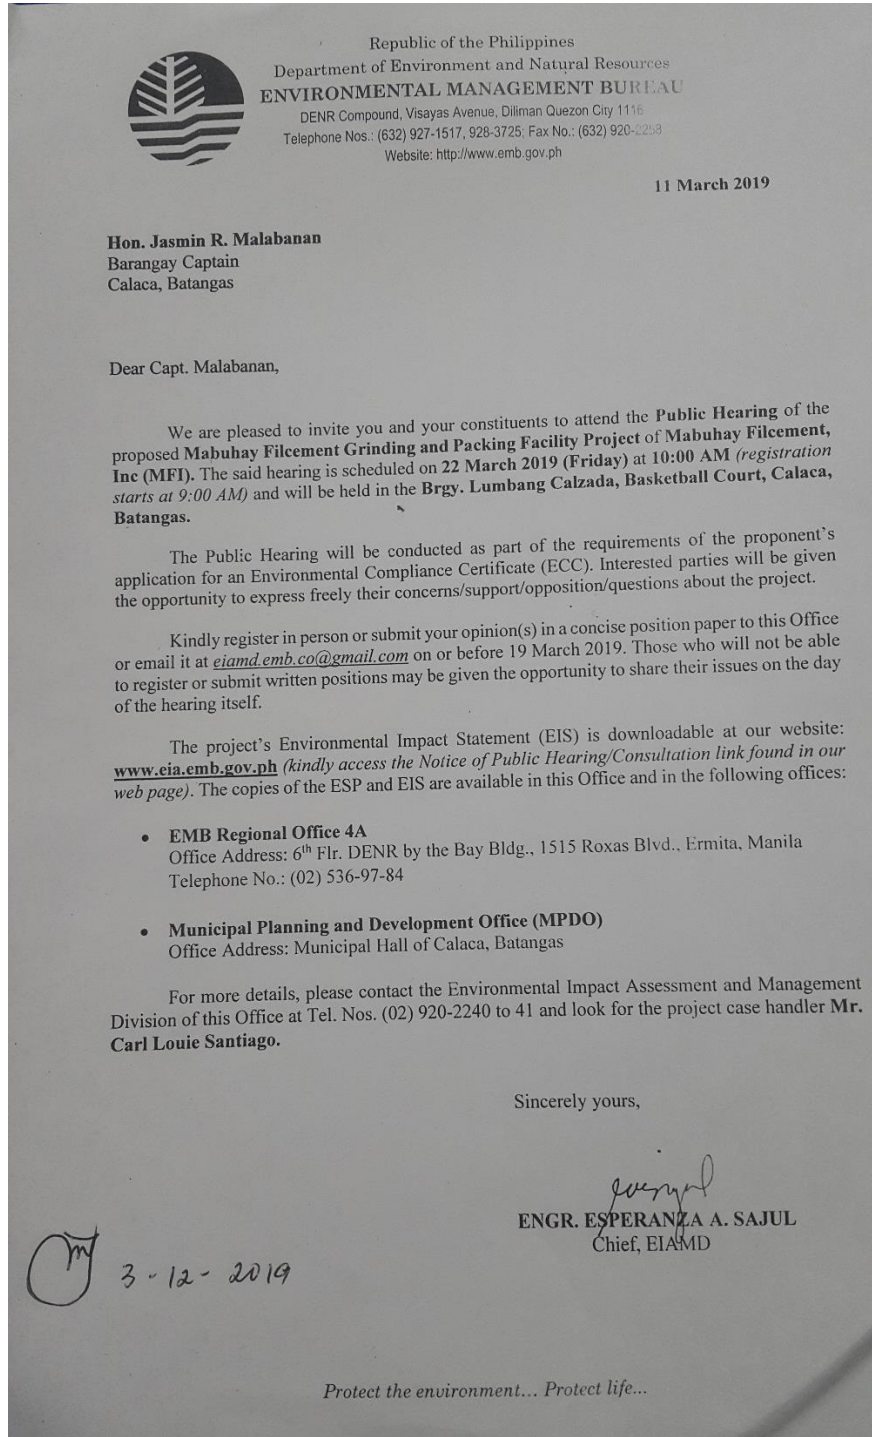 Republic of the Philippines
Department of Environment and Natural Resources
ENVIRONMENTAL MANAGEMENT BUREAU
DENR Compound, Visayas Avenue, Diliman Quezon City 1116
Telephone Nos.: (632) 927-1517, 928-3725; Fax No.: (632) 920-2258
Website: http://www.emb.gov.ph
11 March 2019
Hon. Jasmin R. Malabanan
Barangay Captain
Calaca, Batangas
Dear Capt. Malabanan,
We are pleased to invite you and your constituents to attend the Public Hearing of the
proposed Mabuhay Filcement Grinding and Packing Facility Project of Mabuhay Filcement,
Inc (MFI). The said hearing is scheduled on 22 March 2019 (Friday) at 10:00 AM (registration
starts at 9:00 AM) and will be held in the Brgy. Lumbang Calzada, Basketball Court, Calaca,
Batangas.
The Public Hearing will be conducted as part of the requirements of the proponent's
application for an Environmental Compliance Certificate (ECC). Interested parties will be given
the opportunity to express freely their concerns/support/opposition/questions about the project.
Kindly register in person or submit your opinion(s) in a concise position paper to this Office
or email it at eiamd.emb.co@gmail.com on or before 19 March 2019. Those who will not be able
to register or submit written positions may be given the opportunity to share their issues on the day
of the hearing itself.
The project's Environmental Impact Statement (EIS) is downloadable at our website:
www.eia.emb.gov.ph (kindly access the Notice of Public Hearing/Consultation link found in our
web page). The copies of the ESP and EIS are available in this Office and in the following offices:
• EMB Regional Office 4A
Office Address: 6th Flr. DENR by the Bay Bldg., 1515 Roxas Blvd., Ermita, Manila
Telephone No.: (02) 536-97-84
• Municipal Planning and Development Office (MPDO)
Office Address: Municipal Hall of Calaca, Batangas
For more details, please contact the Environmental Impact Assessment and Management
Division of this Office at Tel. Nos. (02) 920-2240 to 41 and look for the project case handler Mr.
Carl Louie Santiago.
Sincerely yours,
ENGR. ESPERANZA A. SAJUL
Chief, EIAMD
3-12-2019
Protect the environment... Protect life...